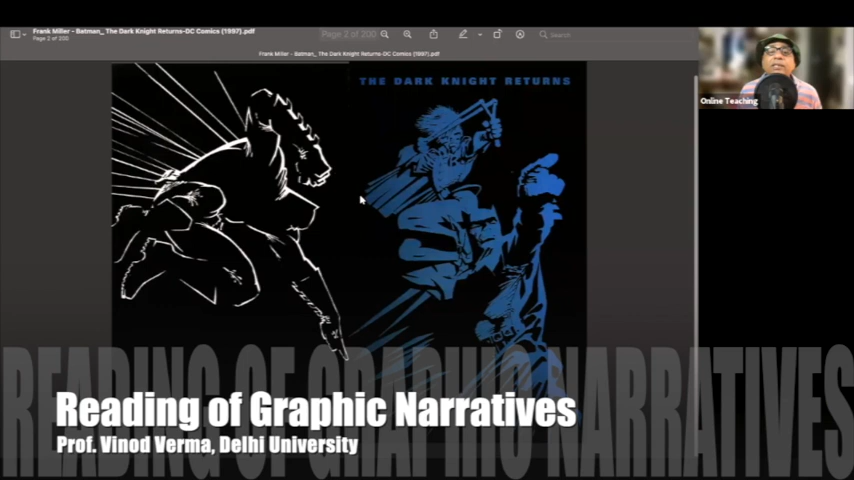 Frank Miller - Batman_ The Dark Knight Returns-DC Comics (1997).pdf
Page 2 of 200
Page 2 of 200
Search
Frank Miller - Batman_ The Dark Knight Returns-DC Comics (1997).pdf
THE DARK KNIGHT RETURNS
Online Teaching
READING OF GRAPHIC NARRATIVES
Reading of Graphic Narratives
Prof. Vinod Verma, Delhi University